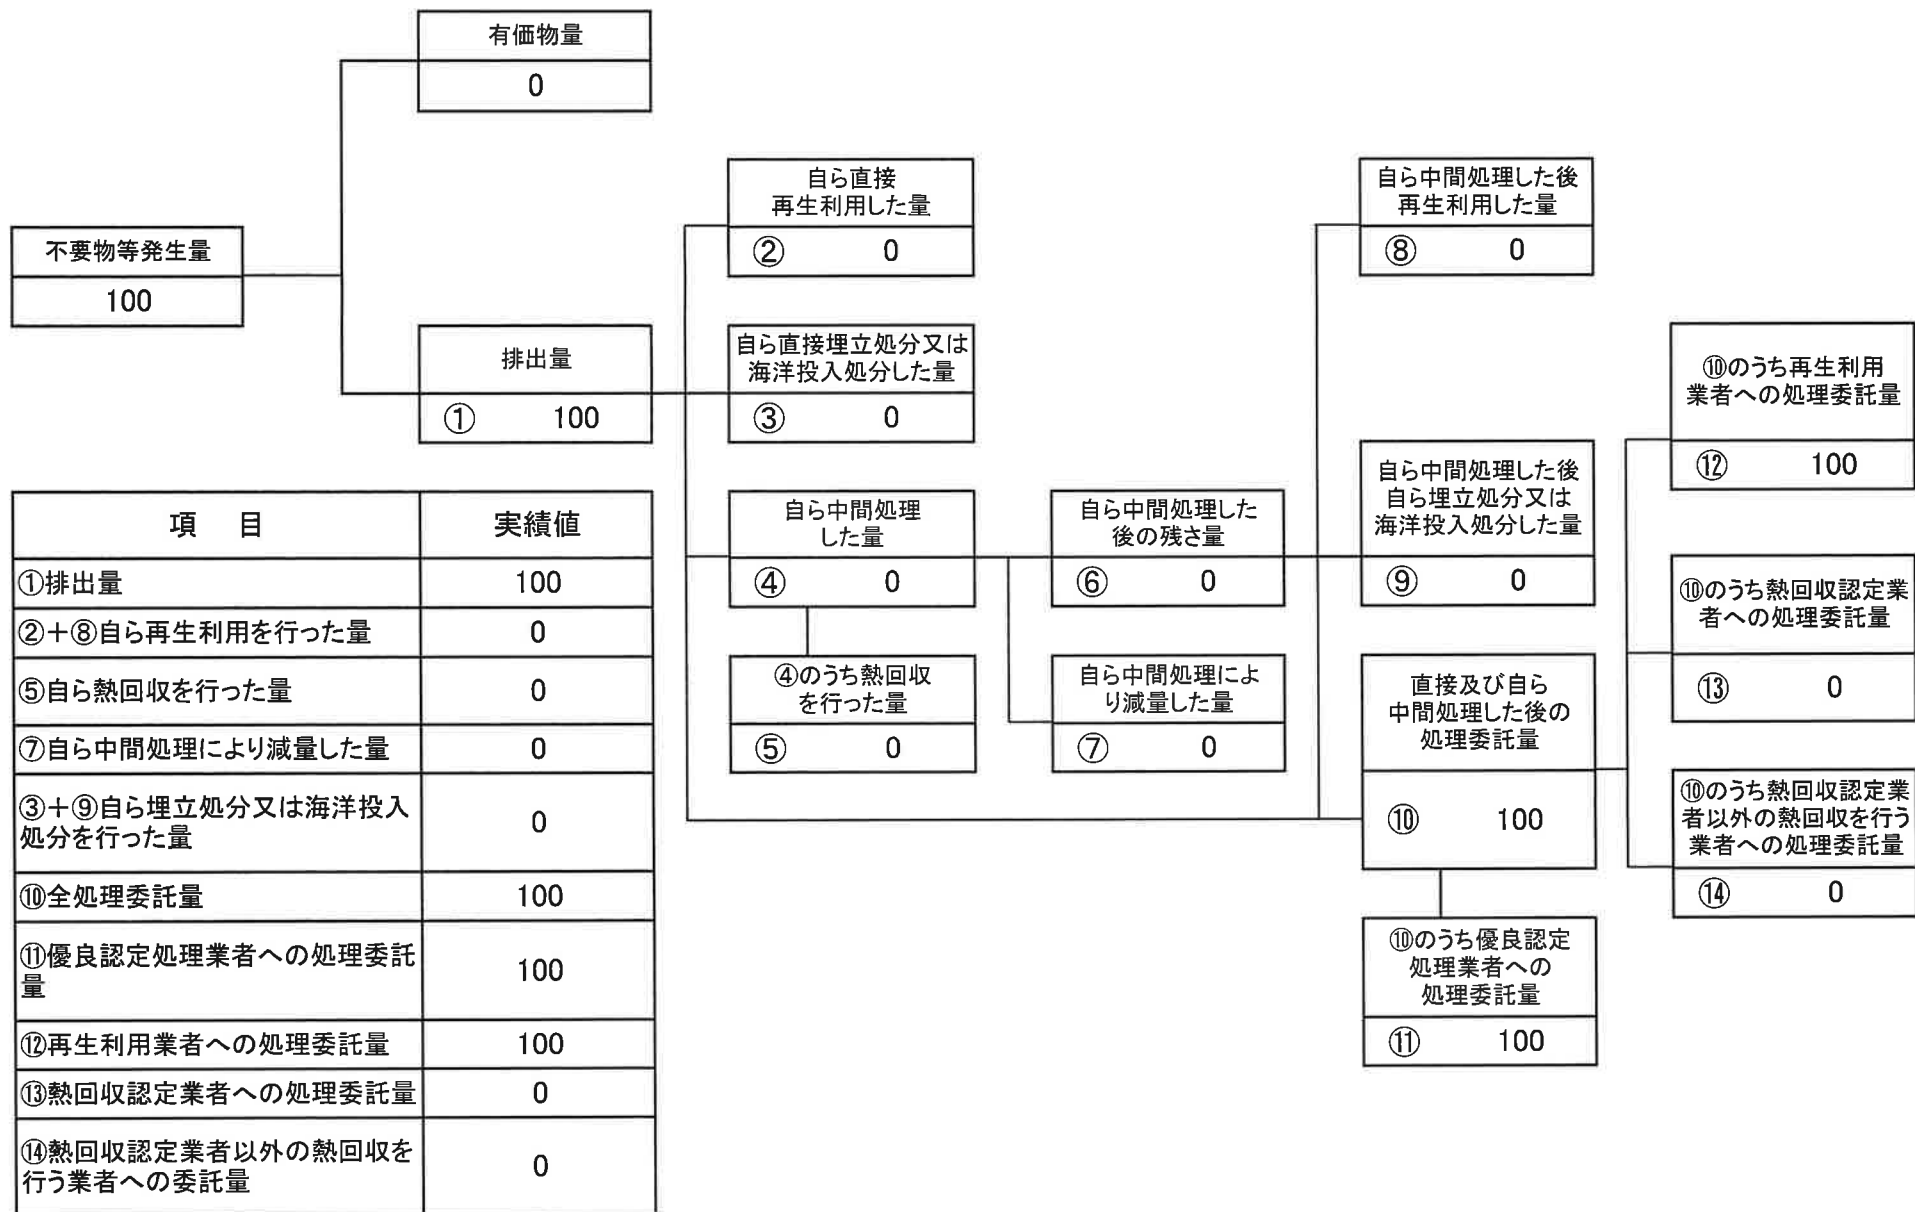 有価物量
0
不要物等発生量
100
排出量
① 100
自ら直接
再生利用した量
② 0
自ら直接埋立処分又は
海洋投入処分した量
③ 0
自ら中間処理
した量
④ 0
④のうち熱回収
を行った量
⑤ 0
自ら中間処理した
後の残さ量
⑥ 0
自ら中間処理によ
り減量した量
⑦ 0
自ら中間処理した後
再生利用した量
⑧ 0
自ら中間処理した後
自ら埋立処分又は
海洋投入処分した量
⑨ 0
直接及び自ら
中間処理した後の
処理委託量
⑩ 100
⑩のうち優良認定
処理業者への
処理委託量
⑪ 100
⑩のうち再生利用
業者への処理委託量
⑫ 100
⑩のうち熱回収認定業
者への処理委託量
⑬ 0
⑩のうち熱回収認定業
者以外の熱回収を行う
業者への処理委託量
⑭ 0
項 目 実績値
①排出量 100
②+⑧自ら再生利用を行った量 0
⑤自ら熱回収を行った量 0
⑦自ら中間処理により減量した量 0
③+⑨自ら埋立処分又は海洋投入
処分を行った量 0
⑩全処理委託量 100
⑪優良認定処理業者への処理委託
量 100
⑫再生利用業者への処理委託量 100
⑬熱回収認定業者への処理委託量 0
⑭熱回収認定業者以外の熱回収を
行う業者への委託量 0